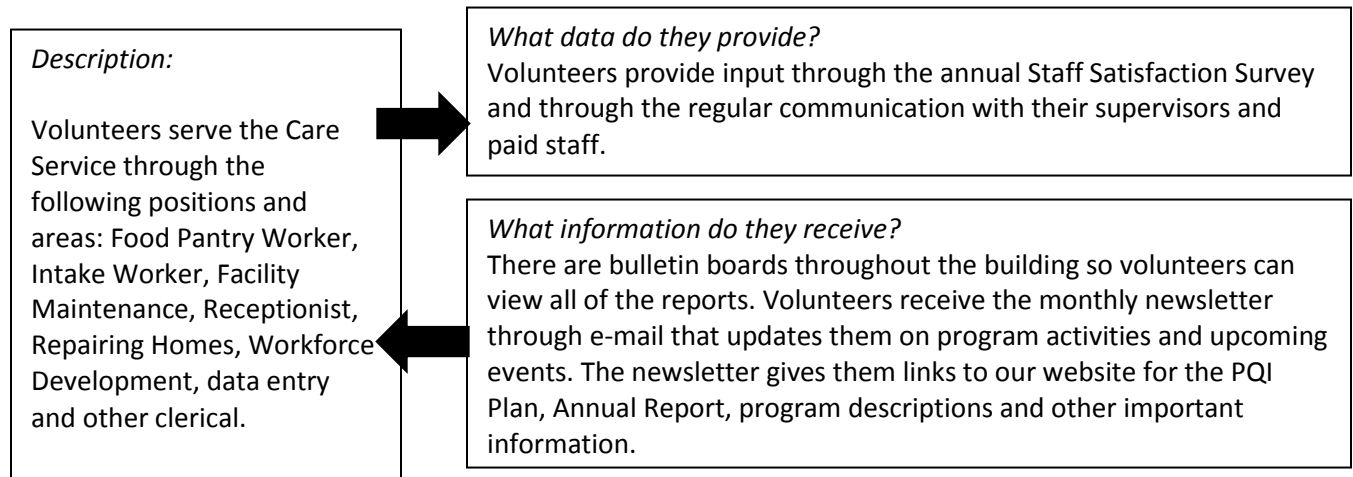 Description:
Volunteers serve the Care
Service through the
following positions and
areas: Food Pantry Worker,
Intake Worker, Facility
Maintenance, Receptionist,
Repairing Homes, Workforce
Development, data entry
and other clerical.
What data do they provide?
Volunteers provide input through the annual Staff Satisfaction Survey
and through the regular communication with their supervisors and
paid staff.
What information do they receive?
There are bulletin boards throughout the building so volunteers can
view all of the reports. Volunteers receive the monthly newsletter
through e-mail that updates them on program activities and upcoming
events. The newsletter gives them links to our website for the PQI
Plan, Annual Report, program descriptions and other important
information.